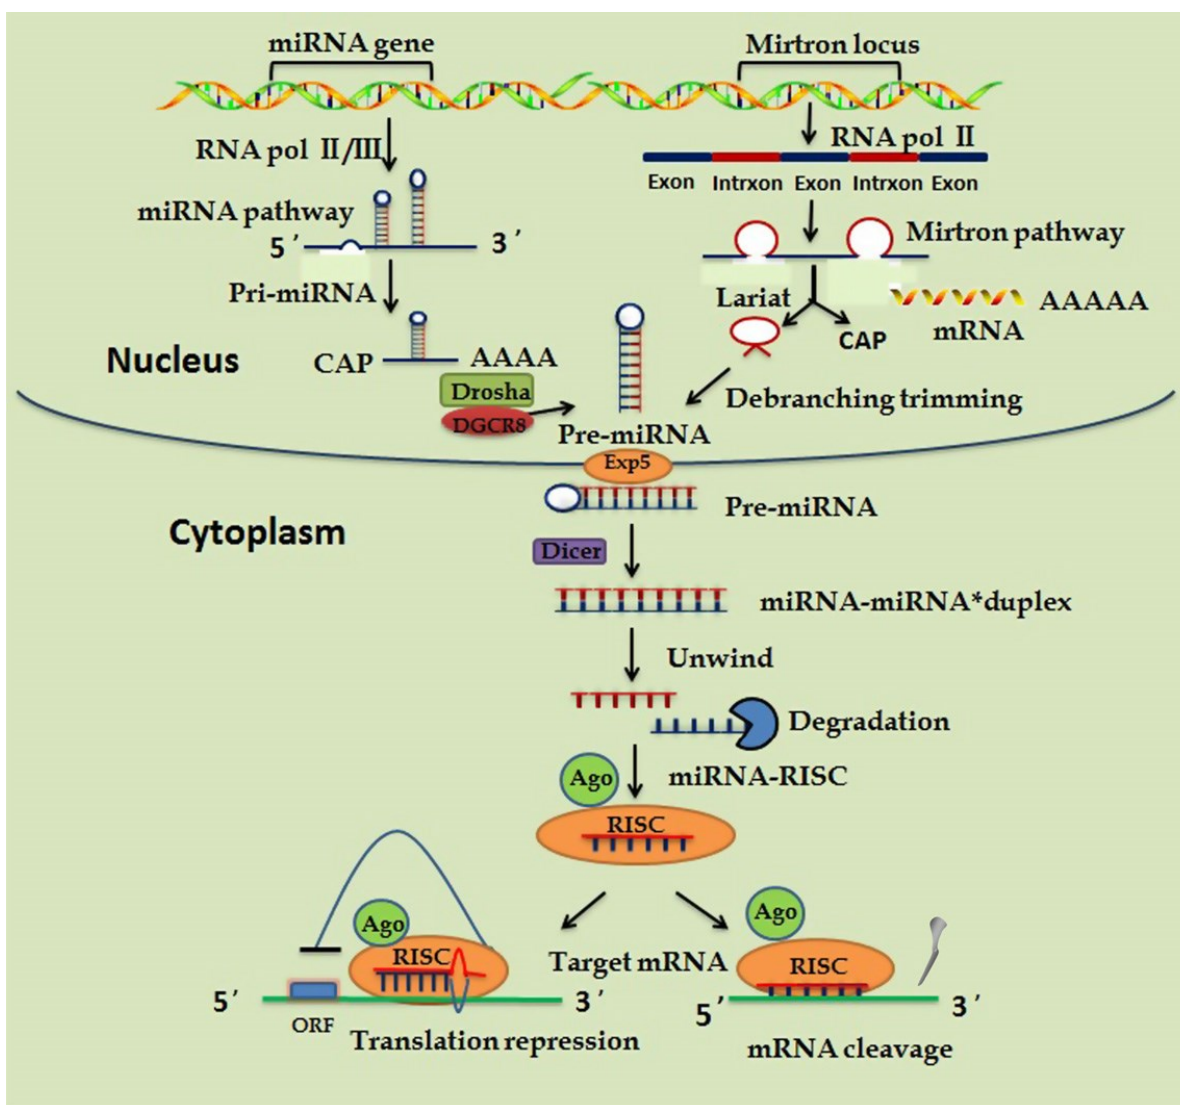 miRNA gene
Mirtron locus
RNA pol II/III
RNA pol II
Exon Intrxon Exon Intrxon Exon
miRNA pathway
5′ 3′
Mirtron pathway
Pri-miRNA
Lariat
AAAAA
mRNA
CAP
CAP AAAA
Nucleus
Drosha
DGCR8
Debranching trimming
Pre-miRNA
Exp5
Pre-miRNA
Cytoplasm
Dicer
miRNA-miRNA*duplex
Unwind
Degradation
miRNA-RISC
Ago
RISC
Ago
RISC
Target mRNA
Ago
RISC
5′ 3′
ORF
Translation repression
5′ 3′
mRNA cleavage